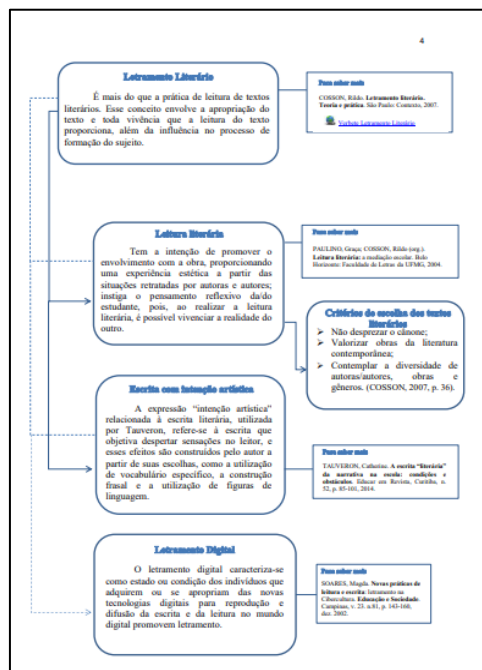 4
Letramento Literário
É mais do que a prática de leitura de textos
literários. Esse conceito envolve a apropriação do
texto e toda vivência que a leitura do texto
proporciona, além da influência no processo de
formação do sujeito.
Para saber mais
COSSON, Rildo. Letramento literário.
Teoria e prática. São Paulo: Contexto, 2007.
Verbete Letramento Literário
Leitura literária
Tem a intenção de promover o
envolvimento com a obra, proporcionando
uma experiência estética a partir das
situações retratadas por autoras e autores;
instiga o pensamento reflexivo da/do
estudante, pois, ao realizar a leitura
literária, é possível vivenciar a realidade do
outro.
Para saber mais
PAULINO, Graça; COSSON, Rildo (org.).
Leitura literária: a mediação escolar. Belo
Horizonte: Faculdade de Letras da UFMG, 2004.
Critérios de escolha dos textos
literários
➢ Não desprezar o cânone;
➢ Valorizar obras da literatura
contemporânea;
➢ Contemplar a diversidade de
autoras/autores, obras e
gêneros. (COSSON, 2007, p. 36).
Escrita com intenção artística
A expressão “intenção artística”
relacionada à escrita literária, utilizada
por Tauveron, refere-se à escrita que
objetiva despertar sensações no leitor, e
esses efeitos são construídos pelo autor a
partir de suas escolhas, como a utilização
de vocabulário específico, a construção
frasal e a utilização de figuras de
linguagem.
Para saber mais
TAUVERON, Catherine. A escrita “literária”
da narrativa na escola: condições e
obstáculos. Educar em Revista, Curitiba, n.
52, p. 85-101, 2014.
Letramento Digital
O letramento digital caracteriza-se
como estado ou condição dos indivíduos que
adquirem ou se apropriam das novas
tecnologias digitais para reprodução e
difusão da escrita e da leitura no mundo
digital promovem letramento.
Para saber mais
SOARES, Magda. Novas práticas de
leitura e escrita: letramento na
Cibercultura. Educação e Sociedade.
Campinas, v. 23. n.81, p. 143-160,
dez. 2002.